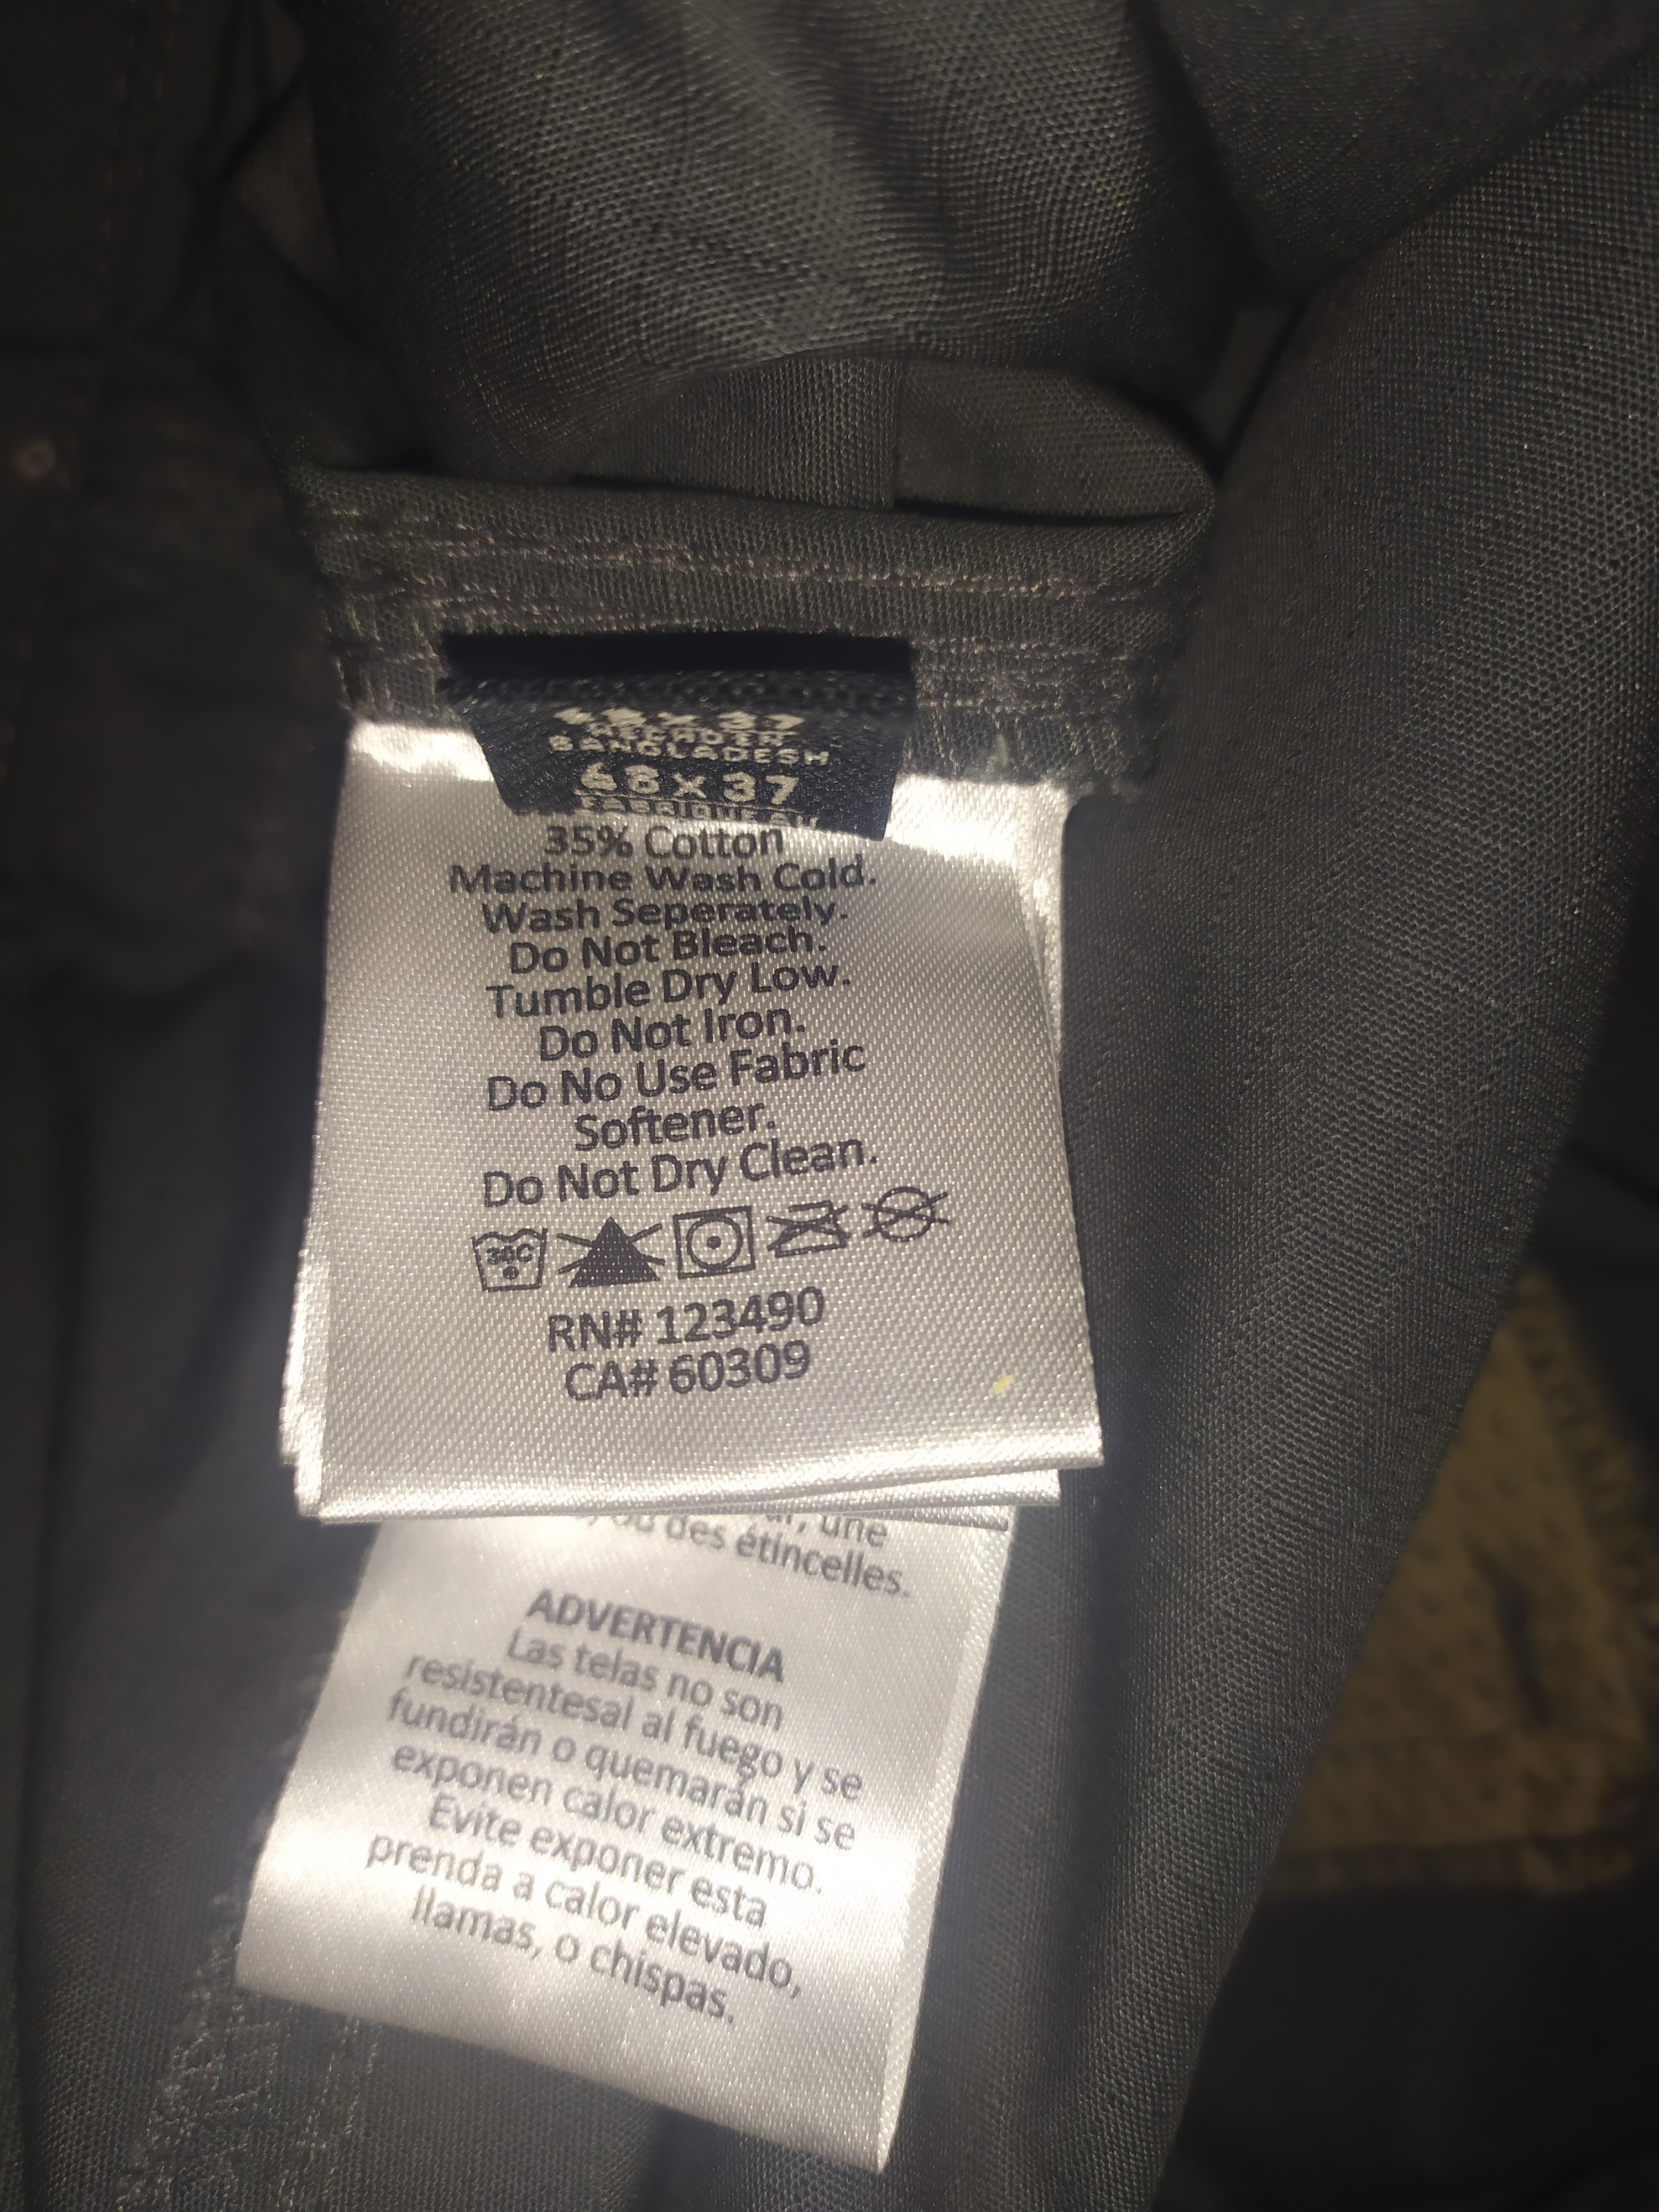 BANGLADESH
68 x 37
FABRIQUE AU
35% Cotton
Machine Wash Cold.
Wash Seperately.
Do Not Bleach.
Tumble Dry Low.
Do Not Iron.
Do No Use Fabric
Softener.
Do Not Dry Clean.
30C
RN# 123490
CA# 60309
une
ou des étincelles.
ADVERTENCIA
Las telas no son
resistentesal al fuego y se
fundirán o quemarán si se
exponen calor extremo.
Evite exponer esta
prenda a calor elevado,
llamas, o chispas.